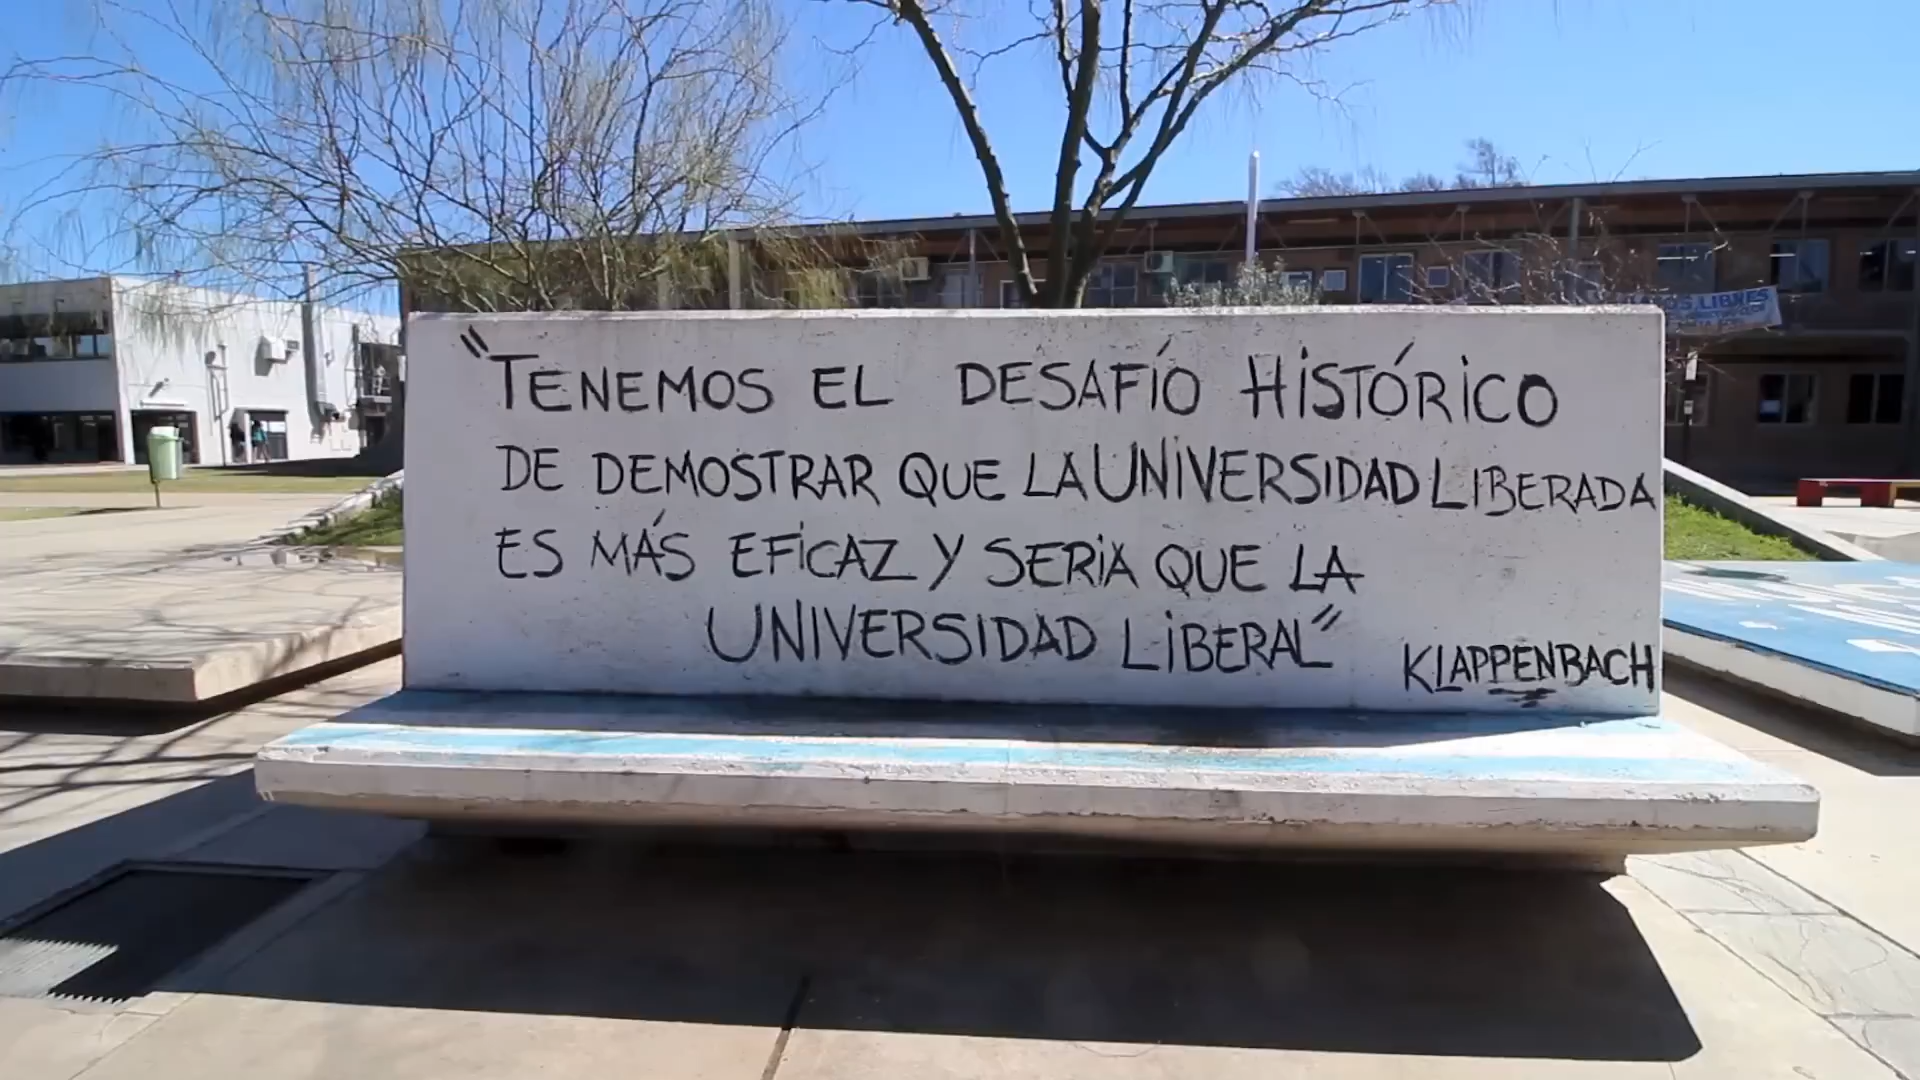 "TENEMOS EL DESAFÍO HISTÓRICO
DE DEMOSTRAR QUE LA UNIVERSIDAD LIBERADA
ES MÁS EFICAZ Y SERIA QUE LA
UNIVERSIDAD LIBERAL"
KLAPPENBACH
LIBRES